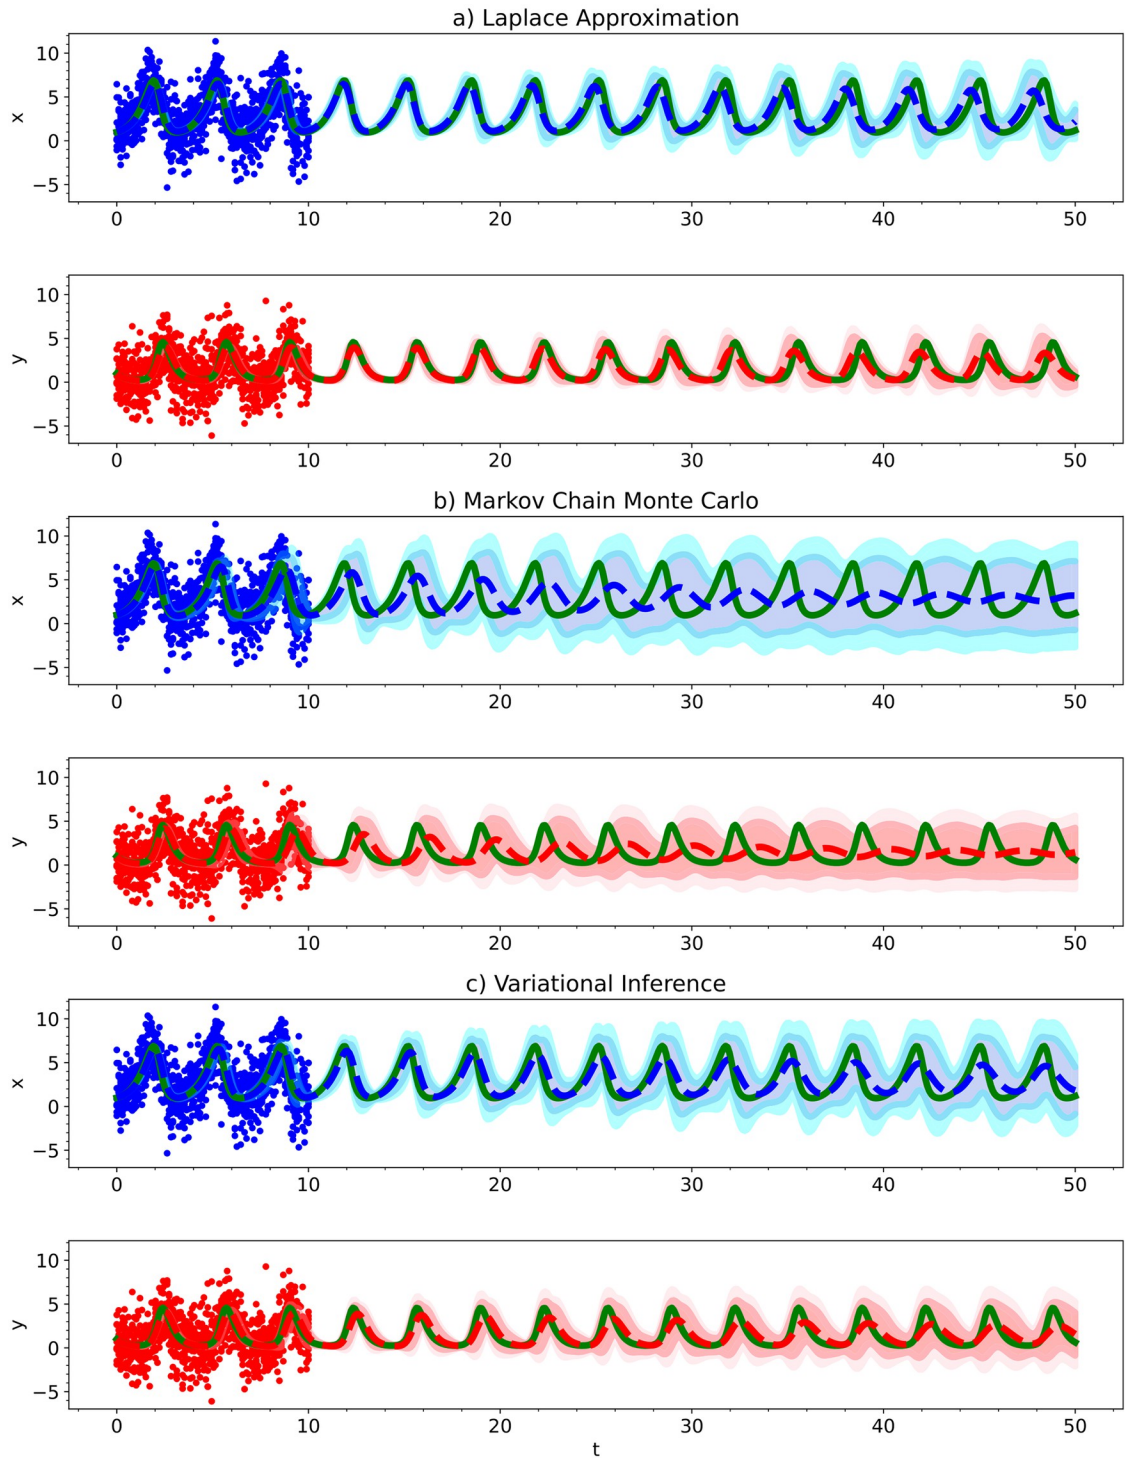 a) Laplace Approximation
10
5
0
−5
x
0 10 20 30 40 50
10
5
0
−5
y
0 10 20 30 40 50
b) Markov Chain Monte Carlo
10
5
0
−5
x
0 10 20 30 40 50
10
5
0
−5
y
0 10 20 30 40 50
c) Variational Inference
10
5
0
−5
x
0 10 20 30 40 50
10
5
0
−5
y
0 10 20 30 40 50
t